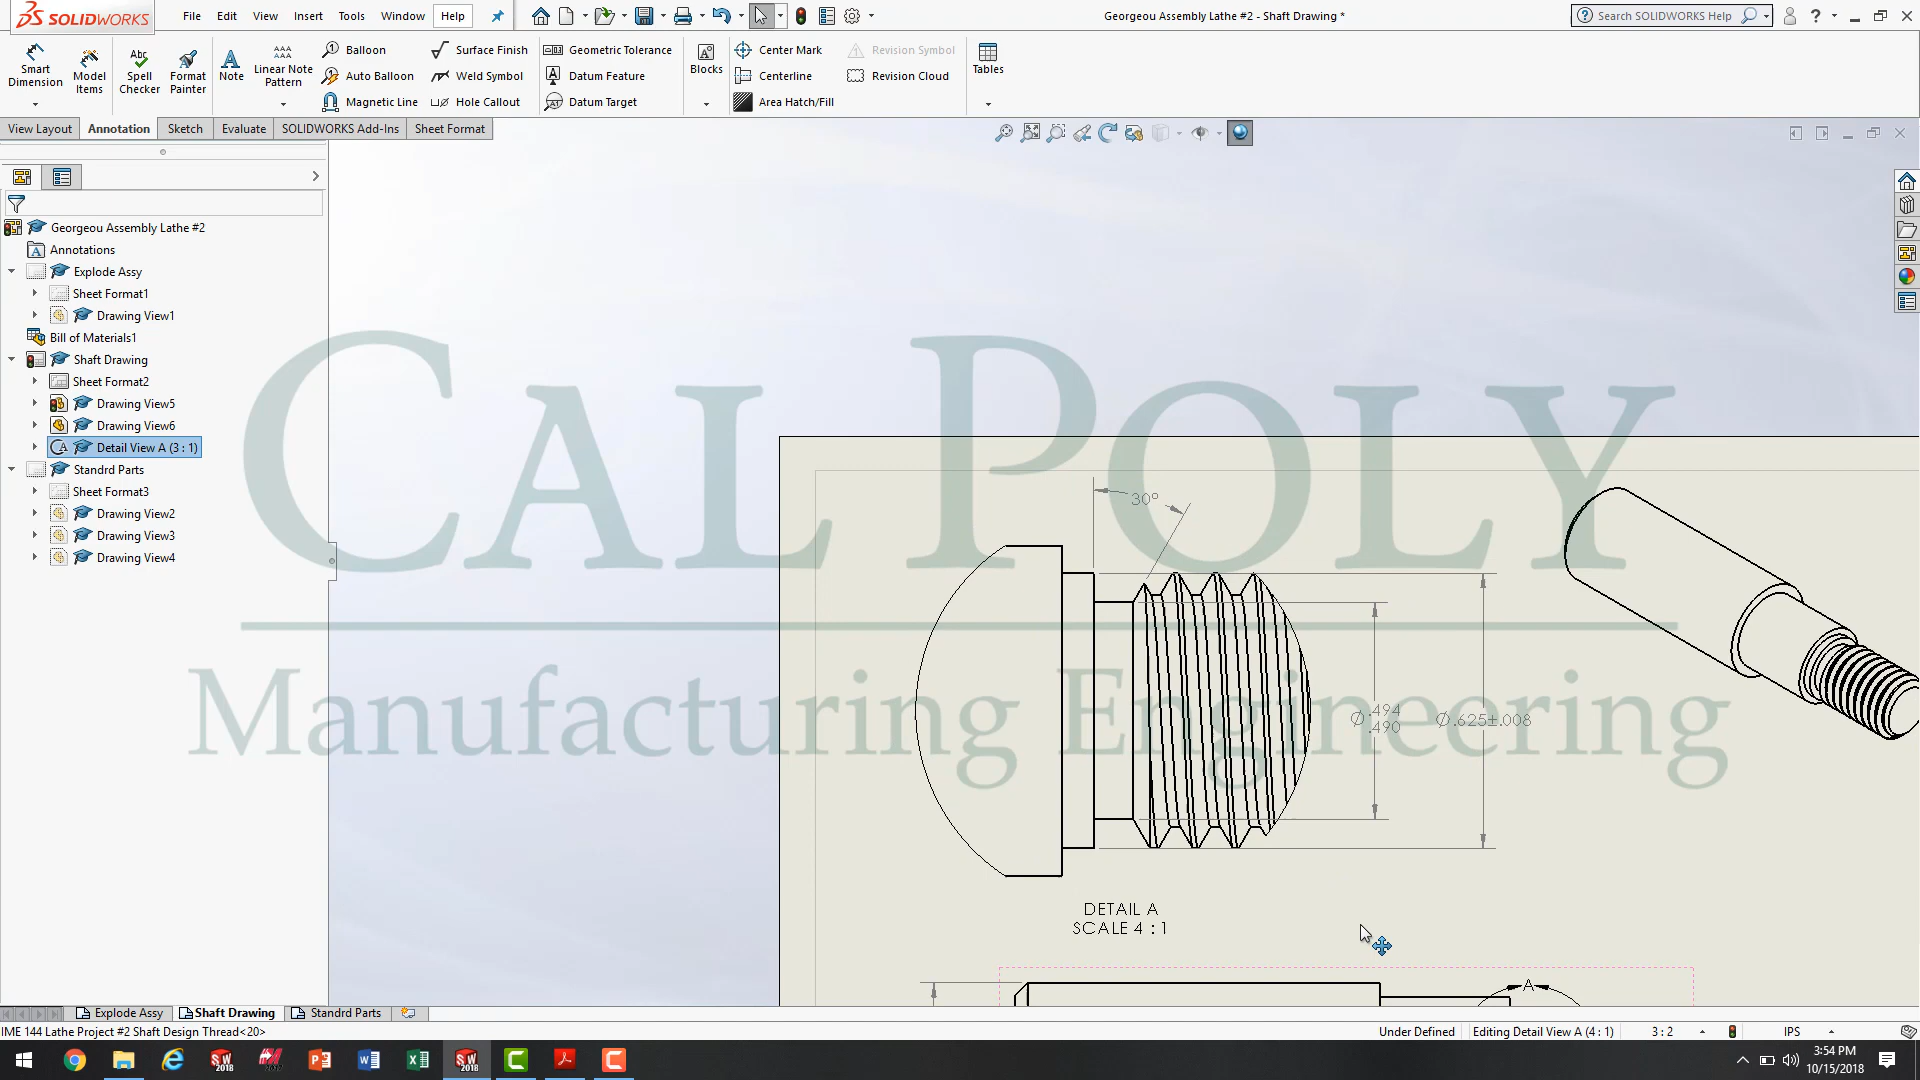 SOLIDWORKS
File Edit View Insert Tools Window Help
Georgeou Assembly Lathe #2 - Shaft Drawing *
Search SOLIDWORKS Help
Smart Dimension
Model Items
Abc
Spell Checker
Format Painter
Note
Linear Note Pattern
Balloon
Auto Balloon
Magnetic Line
Surface Finish
Weld Symbol
Hole Callout
Geometric Tolerance
Datum Feature
Datum Target
Blocks
Center Mark
Centerline
Area Hatch/Fill
Revision Symbol
Revision Cloud
Tables
View Layout Annotation Sketch Evaluate SOLIDWORKS Add-Ins Sheet Format
Georgeou Assembly Lathe #2
Annotations
Explode Assy
Sheet Format1
Drawing View1
Bill of Materials1
Shaft Drawing
Sheet Format2
Drawing View5
Drawing View6
Detail View A (3 : 1)
Standrd Parts
Sheet Format3
Drawing View2
Drawing View3
Drawing View4
CAL POLY
Manufacturing Engineering
30°
Ø .494
.490
Ø.625±.008
DETAIL A
SCALE 4 : 1
A
Explode Assy Shaft Drawing Standrd Parts
IME 144 Lathe Project #2 Shaft Design Thread<20>
Under Defined Editing Detail View A (4 : 1) 3 : 2 IPS
3:54 PM
10/15/2018